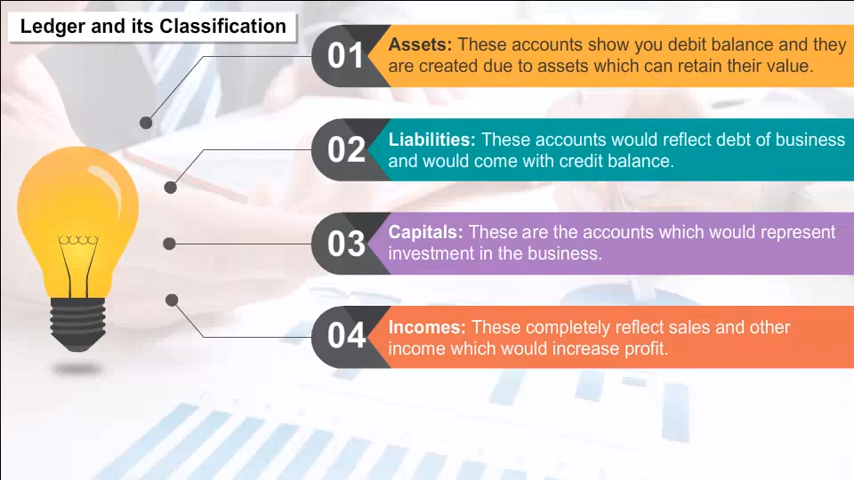 Ledger and its Classification
01
Assets: These accounts show you debit balance and they
are created due to assets which can retain their value.
02
Liabilities: These accounts would reflect debt of business
and would come with credit balance.
03
Capitals: These are the accounts which would represent
investment in the business.
04
Incomes: These completely reflect sales and other
income which would increase profit.